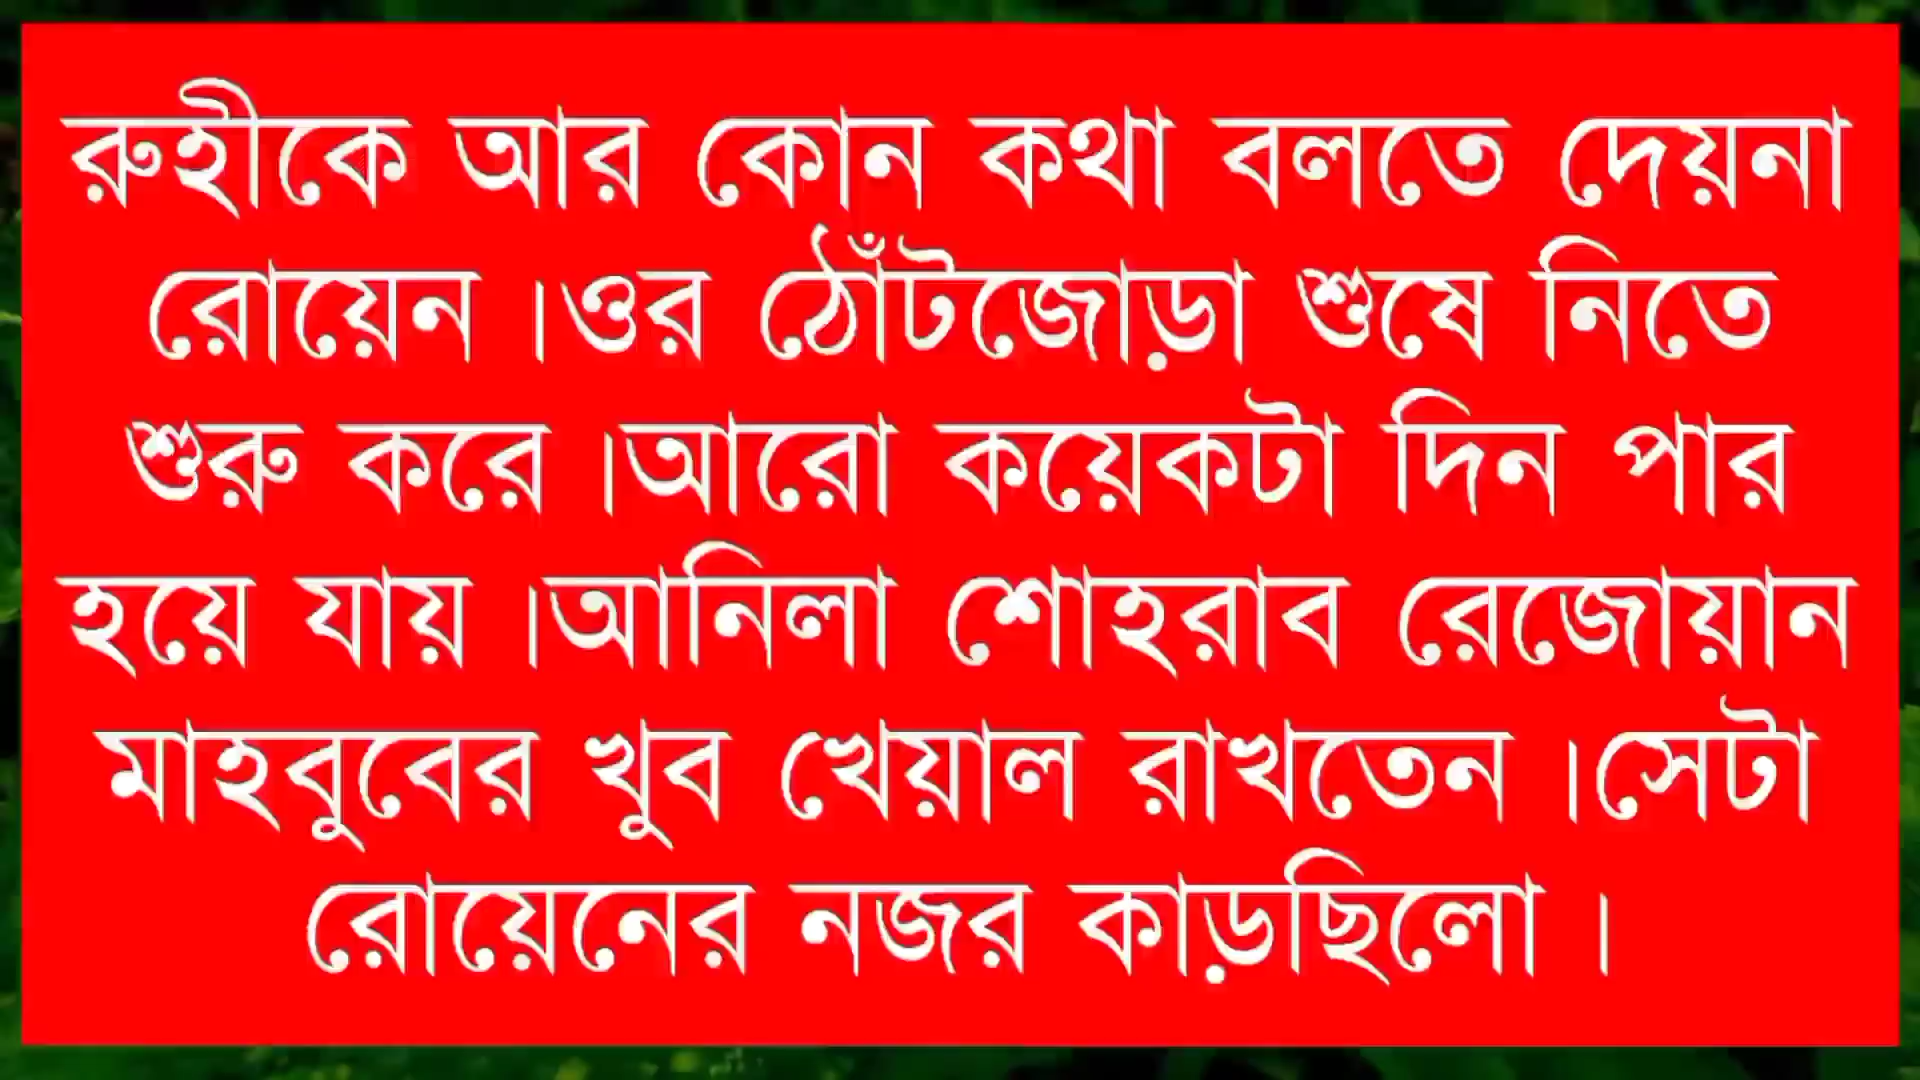 রুহীকে আর কোন কথা বলতে দেয়না
রোয়েন ।ওর ঠোঁটজোড়া শুষে নিতে
শুরু করে ।আরো কয়েকটা দিন পার
হয়ে যায় ।আনিলা শোহরাব রেজোয়ান
মাহবুবের খুব খেয়াল রাখতেন ।সেটা
রোয়েনের নজর কাড়ছিলো ।